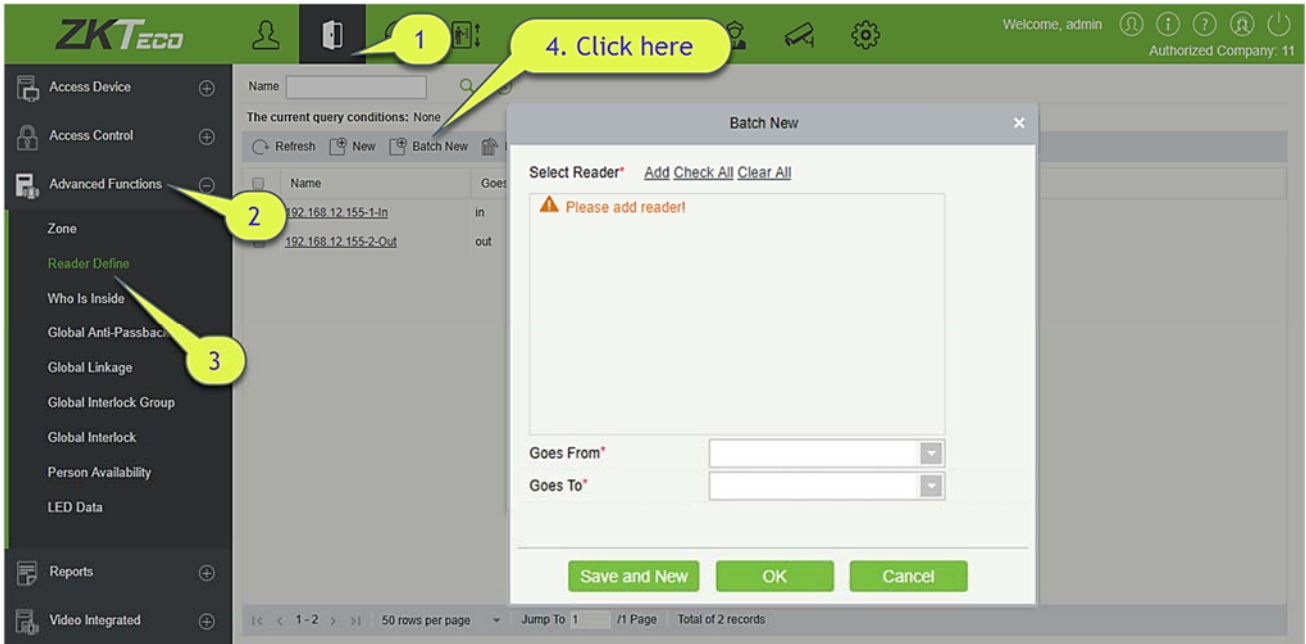 ZKTECO
1
4. Click here
Welcome, admin
Authorized Company: 11
Access Device
Access Control
Advanced Functions
2
Zone
Reader Define
Who Is Inside
Global Anti-Passback
3
Global Linkage
Global Interlock Group
Global Interlock
Person Availability
LED Data
Reports
Video Integrated
Name
The current query conditions: None
Refresh New Batch New
Name Goes
192.168.12.155-1-In in
192.168.12.155-2-Out out
Batch New
Select Reader* Add Check All Clear All
Please add reader!
Goes From*
Goes To*
Save and New OK Cancel
1-2 50 rows per page Jump To 1 /1 Page Total of 2 records